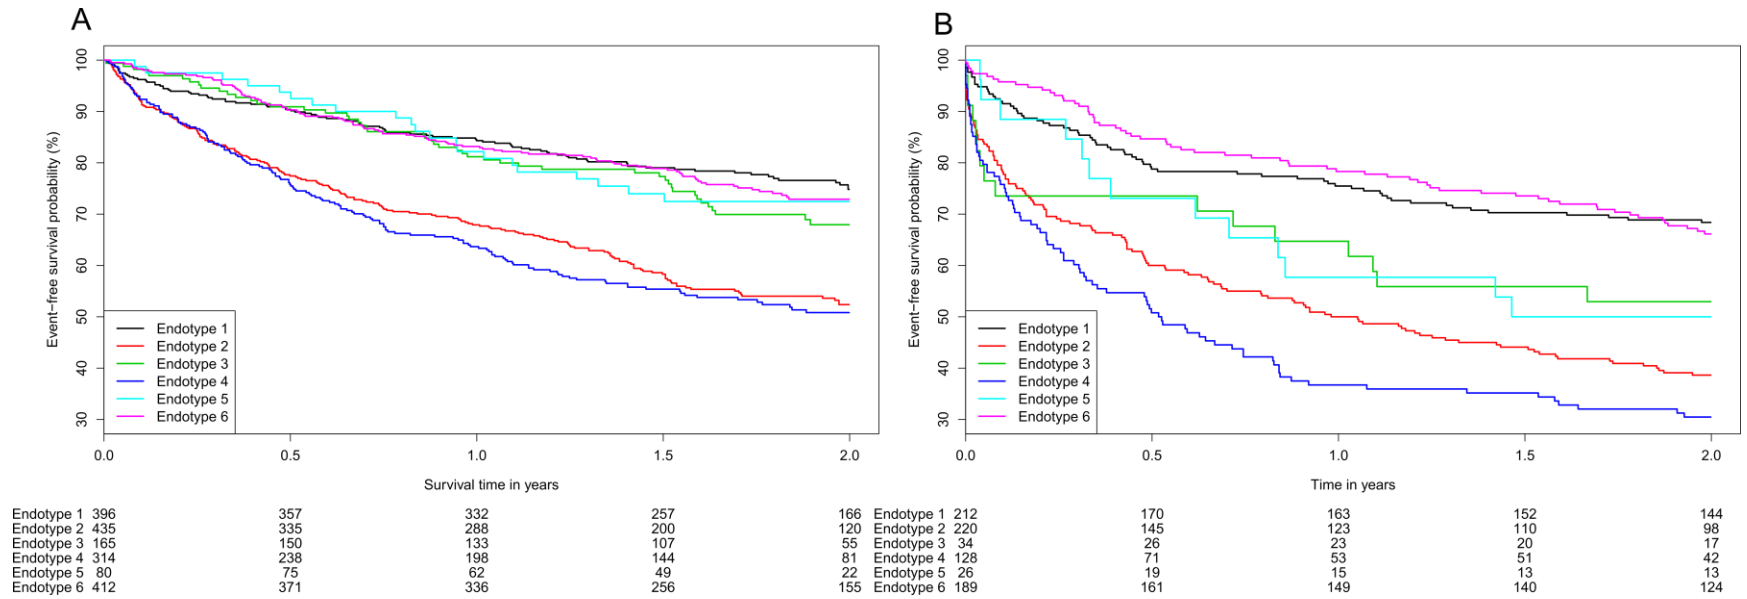 A
Event−free survival probability (%)
100
90
80
70
60
50
40
30
Endotype 1
Endotype 2
Endotype 3
Endotype 4
Endotype 5
Endotype 6
0.0 0.5 1.0 1.5 2.0
Survival time in years
Endotype 1 396 357 332 257 166
Endotype 2 435 335 288 200 120
Endotype 3 165 150 133 107 55
Endotype 4 314 238 198 144 81
Endotype 5 80 75 62 49 22
Endotype 6 412 371 336 256 155
B
Event−free survival probability (%)
100
90
80
70
60
50
40
30
Endotype 1
Endotype 2
Endotype 3
Endotype 4
Endotype 5
Endotype 6
0.0 0.5 1.0 1.5 2.0
Time in years
Endotype 1 212 170 163 152 144
Endotype 2 220 145 123 110 98
Endotype 3 34 26 23 20 17
Endotype 4 128 71 53 51 42
Endotype 5 26 19 15 13 13
Endotype 6 189 161 149 140 124